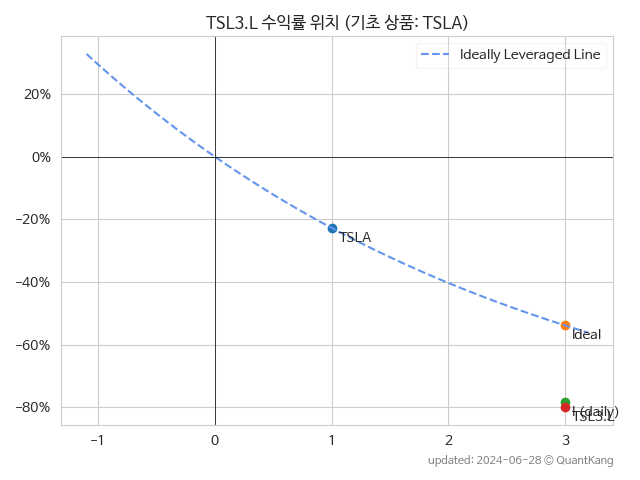 TSL3.L 수익률 위치 (기초 상품: TSLA)
Ideally Leveraged Line
20%
0%
−20%
−40%
−60%
−80%
TSLA
Ideal
(daily)
TSL3.L
−1
0
1
2
3
updated: 2024-06-28 © QuantKang